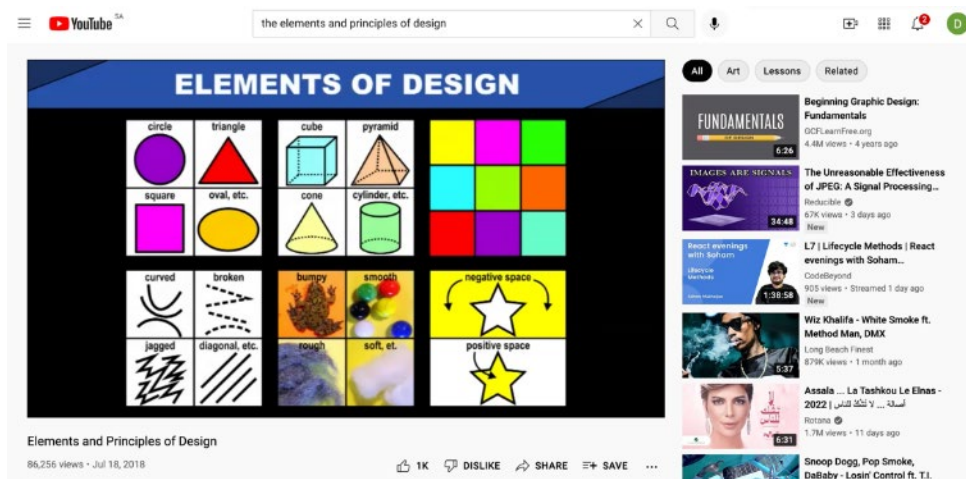 YouTube SA
the elements and principles of design
2
D
ELEMENTS OF DESIGN
circle
triangle
square
oval, etc.
cube
pyramid
cone
cylinder, etc.
curved
broken
jagged
diagonal, etc.
bumpy
smooth
rough
soft, et.
negative space
positive space
Elements and Principles of Design
86,256 views • Jul 18, 2018
1K
DISLIKE
SHARE
SAVE
All
Art
Lessons
Related
FUNDAMENTALS
6:26
Beginning Graphic Design:
Fundamentals
GCFLearnFree.org
4.4M views • 4 years ago
IMAGES ARE SIGNALS
34:48
The Unreasonable Effectiveness
of JPEG: A Signal Processing...
Reducible
67K views • 3 days ago
New
React evenings
with Soham
Lifecycle
Methods
1:38:58
L7 | Lifecycle Methods | React
evenings with Soham...
CodeBeyond
905 views • Streamed 1 day ago
New
5:37
Wiz Khalifa - White Smoke ft.
Method Man, DMX
Long Beach Finest
879K views • 1 month ago
6:31
Assala ... La Tashkou Le Elnas -
2022 | أصالة ... لا تشكُ للناس
Rotana
1.7M views • 11 days ago
Snoop Dogg, Pop Smoke,
DaBaby - Losin' Control ft. T.I.